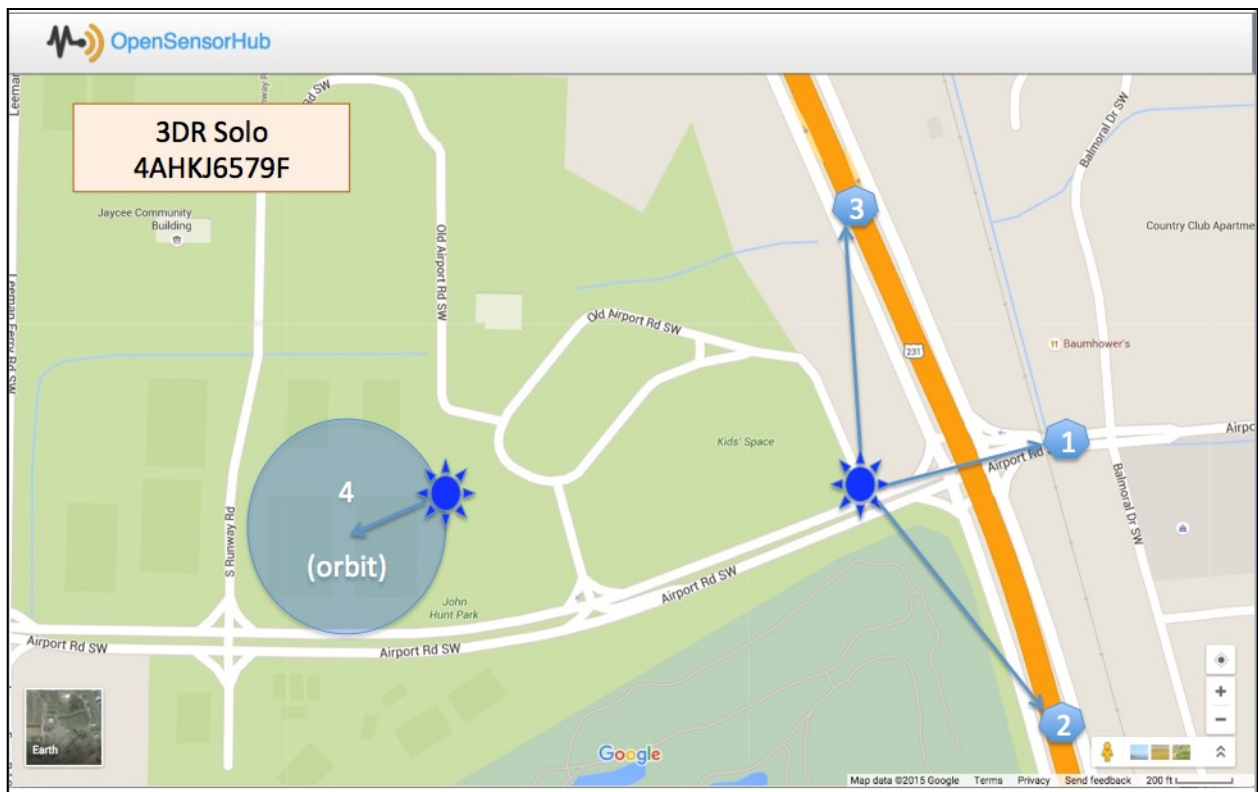 OpenSensorHub
3DR Solo
4AHKJ6579F
Leeman
Rd SW
Jaycee Community
Building
Old Airport Rd SW
Old Airport Rd SW
Leeman Ferry Rd SW
S Runway Rd
Balmoral Dr SW
Country Club Apartme
3
231
Baumhower's
Kids' Space
1
Airpo
Airport Rd S
Balmoral Dr SW
4
(orbit)
John
Hunt Park
Airport Rd SW
Airport Rd SW
Airport Rd SW
2
Earth
Google
Map data ©2015 Google Terms Privacy Send feedback 200 ft